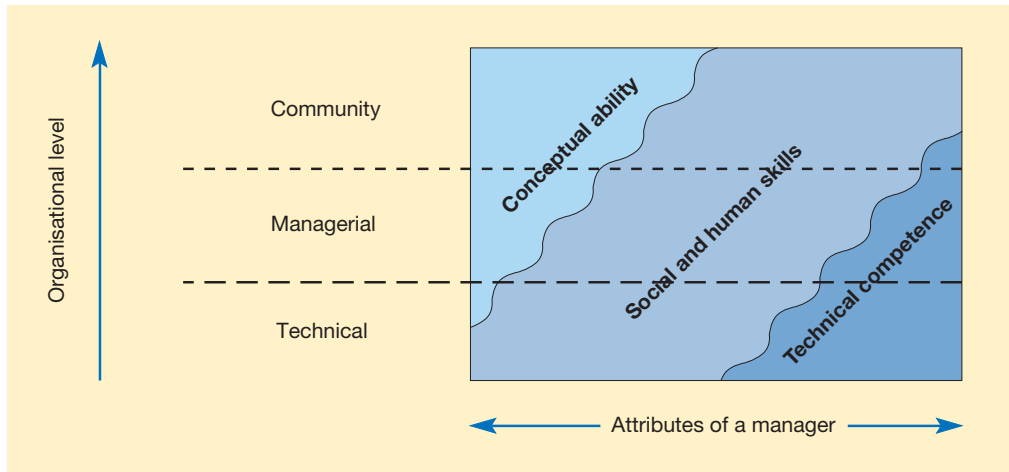 Organisational level
Community
Managerial
Technical
Conceptual ability
Social and human skills
Technical competence
Attributes of a manager